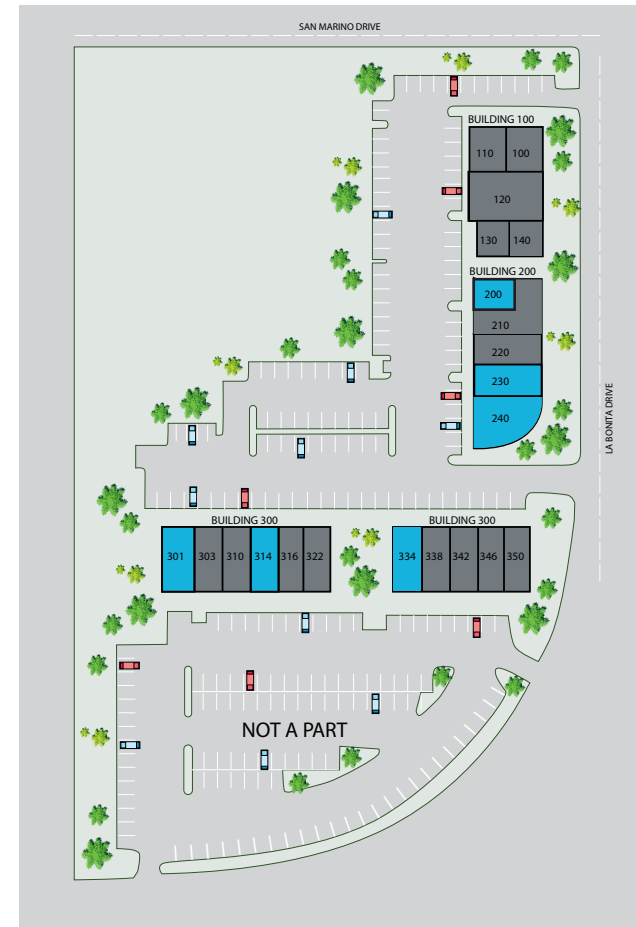 SAN MARINO DRIVE
BUILDING 100
110 100
120
130 140
BUILDING 200
200
210
220
230
240
LA BONITA DRIVE
BUILDING 300 BUILDING 300
301 303 310 314 316 322 334 338 342 346 350
NOT A PART